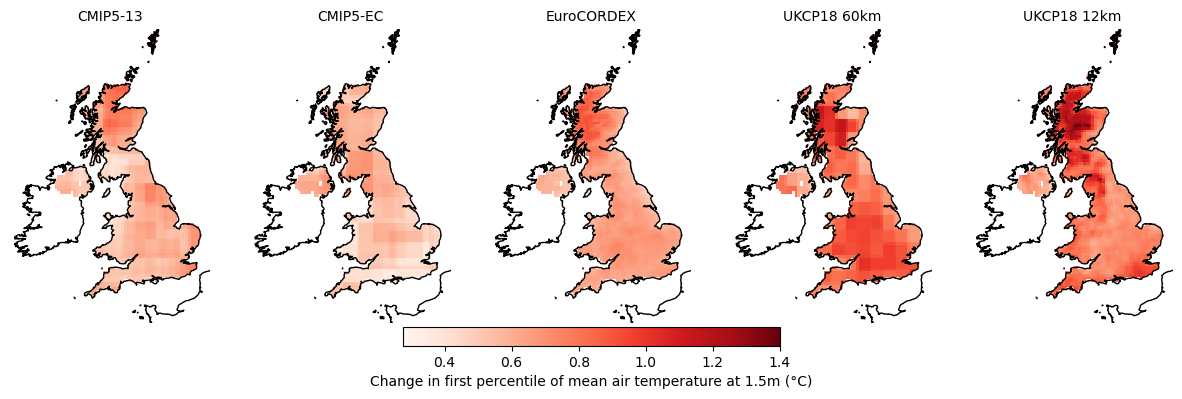 CMIP5-13 CMIP5-EC EuroCORDEX UKCP18 60km UKCP18 12km
0.4 0.6 0.8 1.0 1.2 1.4
Change in first percentile of mean air temperature at 1.5m (°C)